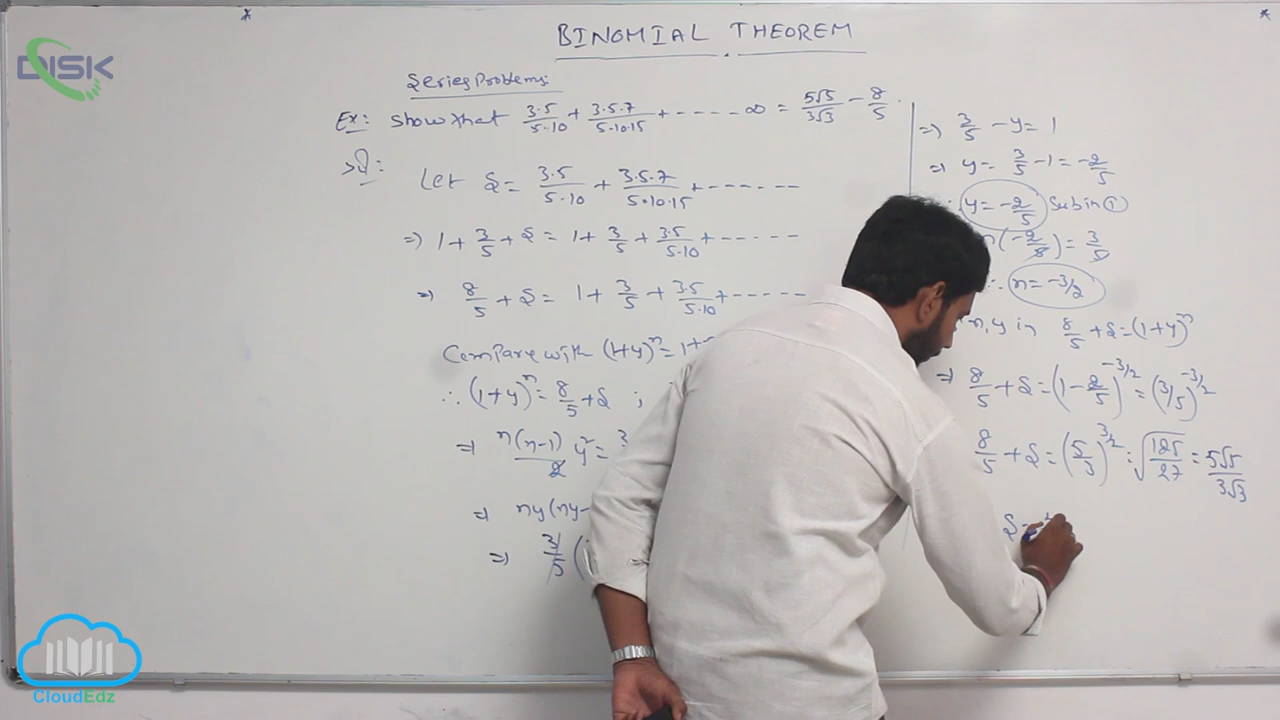 DISK
BINOMIAL THEOREM
Series Problems:
Ex: Show that 3·5/5·10 + 3·5·7/5·10·15 + ----- ∞ = 5√5/3√3 - 8/5.
Let S = 3·5/5·10 + 3·5·7/5·10·15 + ------
⇒ 1 + 3/5 + S = 1 + 3/5 + 3·5/5·10 + -----
⇒ 8/5 + S = 1 + 3/5 + 3·5/5·10 + -----
Compare with (1+y)^n = 1+
∴ (1+y)^n = 8/5 + S ;
⇒ n(n-1)/2 y² = 3
⇒ ny(ny-
⇒ 3/5 (
⇒ 3/5 - y = 1
⇒ y = 3/5 - 1 = -2/5
y = -2/5 Sub in ①
(-2/5) = 3/5
∴ n = -3/2
n, y in 8/5 + S = (1+y)^n
⇒ 8/5 + S = (1 - 2/5)^-3/2 = (3/5)^-3/2
8/5 + S = (5/3)^3/2 = √125/27 = 5√5/3√3
S =
CloudEdz